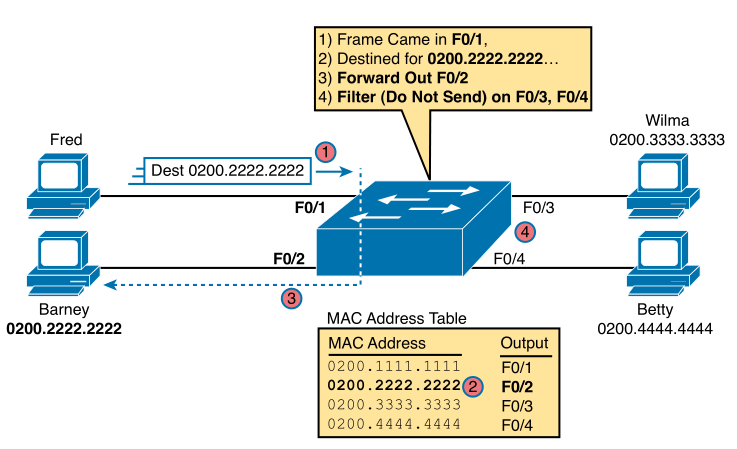 1) Frame Came in F0/1,
2) Destined for 0200.2222.2222…
3) Forward Out F0/2
4) Filter (Do Not Send) on F0/3, F0/4
Fred
Wilma
0200.3333.3333
Dest 0200.2222.2222
1
F0/1
F0/3
F0/2
4
F0/4
3
Barney
0200.2222.2222
Betty
0200.4444.4444
MAC Address Table
MAC Address Output
0200.1111.1111 F0/1
0200.2222.2222 2 F0/2
0200.3333.3333 F0/3
0200.4444.4444 F0/4